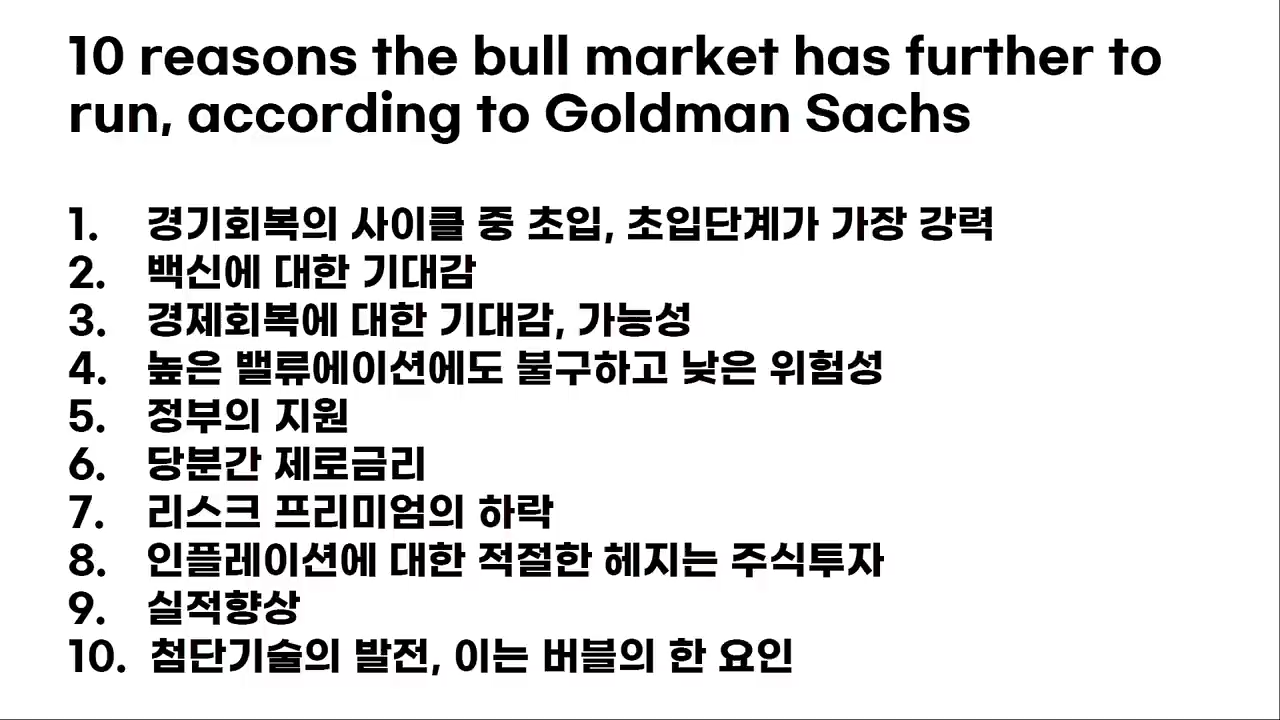 10 reasons the bull market has further to
run, according to Goldman Sachs
1. 경기회복의 사이클 중 초입, 초입단계가 가장 강력
2. 백신에 대한 기대감
3. 경제회복에 대한 기대감, 가능성
4. 높은 밸류에이션에도 불구하고 낮은 위험성
5. 정부의 지원
6. 당분간 제로금리
7. 리스크 프리미엄의 하락
8. 인플레이션에 대한 적절한 헤지는 주식투자
9. 실적향상
10. 첨단기술의 발전, 이는 버블의 한 요인